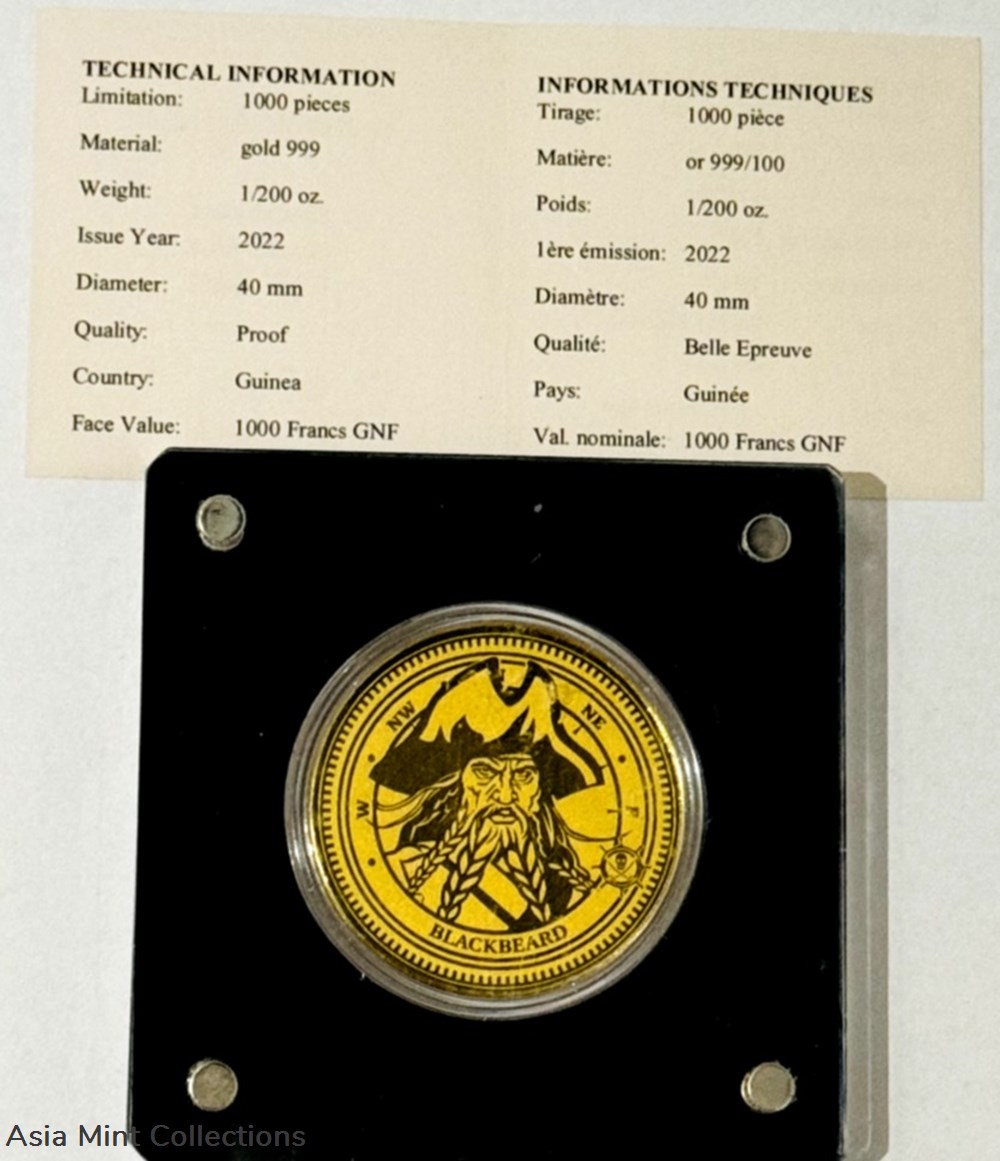 TECHNICAL INFORMATION
Limitation: 1000 pieces
Material: gold 999
Weight: 1/200 oz.
Issue Year: 2022
Diameter: 40 mm
Quality: Proof
Country: Guinea
Face Value: 1000 Francs GNF
INFORMATIONS TECHNIQUES
Tirage: 1000 pièce
Matière: or 999/100
Poids: 1/200 oz.
1ère émission: 2022
Diamètre: 40 mm
Qualité: Belle Epreuve
Pays: Guinée
Val. nominale: 1000 Francs GNF
NW
NE
W
BLACKBEARD
Asia Mint Collections